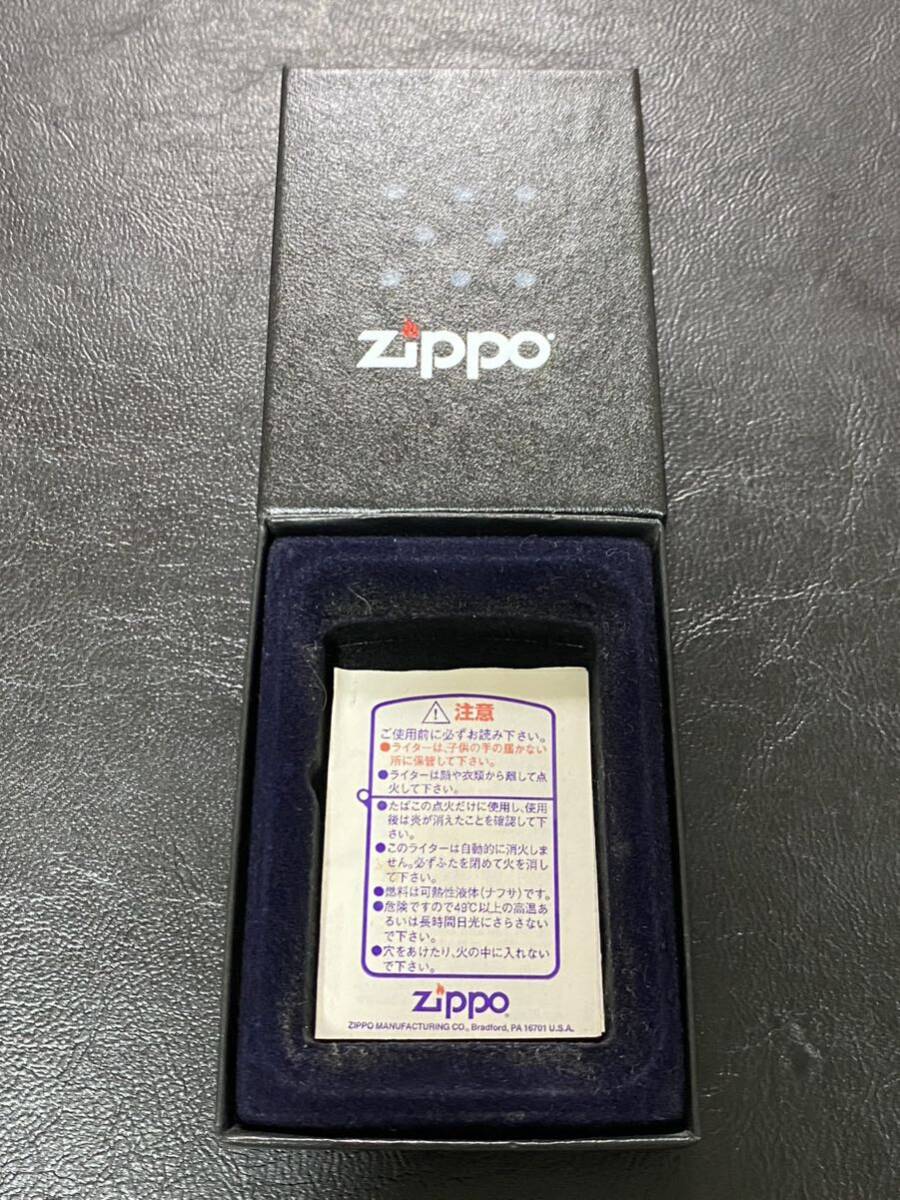 Zippo
注意
ご使用前に必ずお読み下さい。
●ライターは、子供の手の届かない
所に保管して下さい。
●ライターは顔や衣類から離して点
火して下さい。
●たばこの点火だけに使用し、使用
後は炎が消えたことを確認して下
さい。
●このライターは自動的に消火しま
せん。必ずふたを閉めて火を消し
て下さい。
●燃料は可熱性液体(ナフサ)です。
●危険ですので49℃以上の高温あ
るいは長時間日光にさらさない
で下さい。
●穴をあけたり、火の中に入れない
で下さい。
Zippo
ZIPPO MANUFACTURING CO., Bradford, PA 16701 U.S.A.